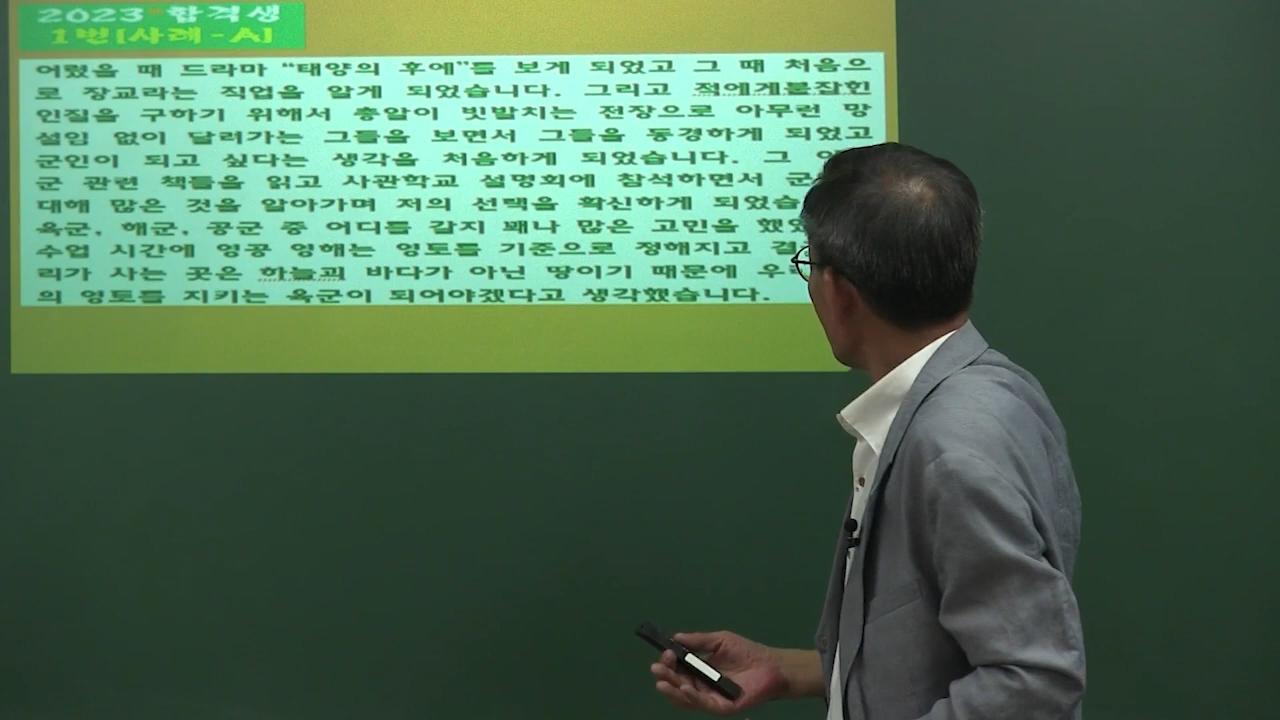 2023*합격생
1번[사례-A]
어렸을 때 드라마 “태양의 후예”를 보게 되었고 그 때 처음으
로 장교라는 직업을 알게 되었습니다. 그리고 적에게붙잡힌
인질을 구하기 위해서 총알이 빗발치는 전장으로 아무런 망
설임 없이 달려가는 그들을 보면서 그들을 동경하게 되었고
군인이 되고 싶다는 생각을 처음하게 되었습니다. 그
군 관련 책들을 읽고 사관학교 설명회에 참석하면서
대해 많은 것을 알아가며 저의 선택을 확신하게
육군, 해군, 공군 중 어디를 갈지 꽤나 많은 고민을
수업 시간에 영공 영해는 영토를 기준으로 정해지고
리가 사는 곳은 하늘괴 바다가 아닌 땅이기 때문에
의 영토를 지키는 육군이 되어야겠다고 생각했습니다.